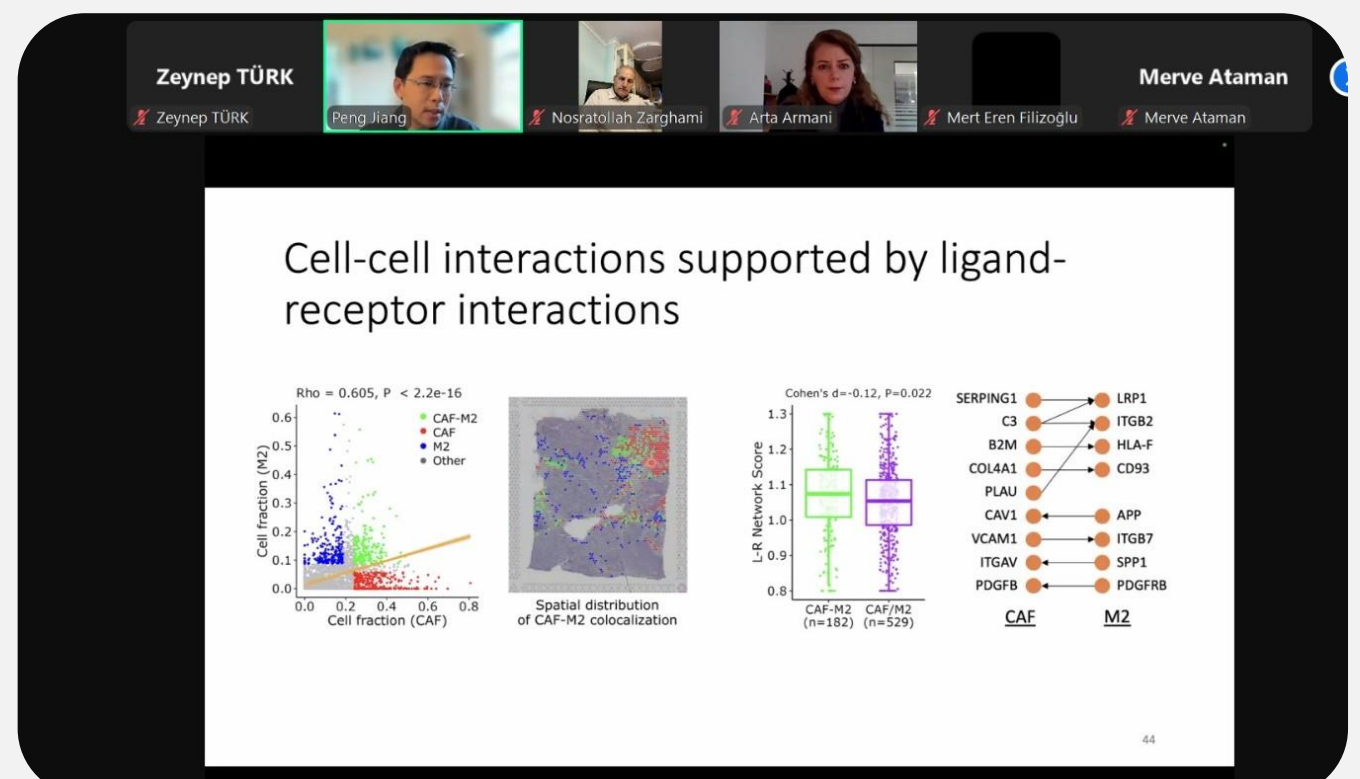 Zeynep TÜRK
Merve Ataman
Zeynep TÜRK
Peng Jiang
Nosratollah Zarghami
Arta Armani
Mert Eren Filizoğlu
Merve Ataman
Cell-cell interactions supported by ligand-
receptor interactions
Rho = 0.605, P < 2.2e-16
Cell fraction (M2)
0.6
0.5
0.4
0.3
0.2
0.1
0.0
CAF-M2
CAF
M2
Other
0.0 0.2 0.4 0.6 0.8
Cell fraction (CAF)
Spatial distribution
of CAF-M2 colocalization
Cohen's d=-0.12, P=0.022
L-R Network Score
1.3
1.2
1.1
1.0
0.9
0.8
CAF-M2 CAF/M2
(n=182) (n=529)
SERPING1 LRP1
C3 ITGB2
B2M HLA-F
COL4A1 CD93
PLAU
CAV1 APP
VCAM1 ITGB7
ITGAV SPP1
PDGFB PDGFRB
CAF M2
44